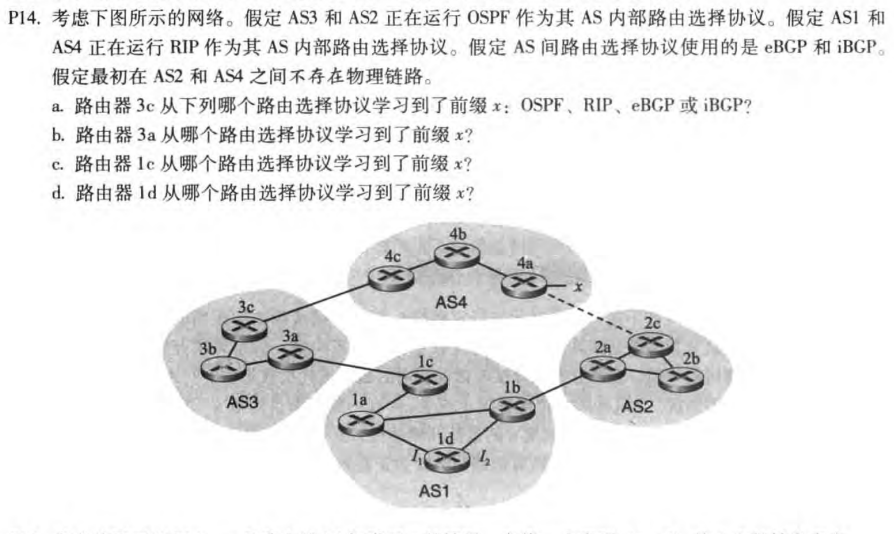 P14. 考虑下图所示的网络。假定 AS3 和 AS2 正在运行 OSPF 作为其 AS 内部路由选择协议。假定 AS1 和
AS4 正在运行 RIP 作为其 AS 内部路由选择协议。假定 AS 间路由选择协议使用的是 eBGP 和 iBGP。
假定最初在 AS2 和 AS4 之间不存在物理链路。
a. 路由器 3c 从下列哪个路由选择协议学习到了前缀 x：OSPF、RIP、eBGP 或 iBGP?
b. 路由器 3a 从哪个路由选择协议学习到了前缀 x?
c. 路由器 1c 从哪个路由选择协议学习到了前缀 x?
d. 路由器 1d 从哪个路由选择协议学习到了前缀 x?
4b
4c
4a
x
AS4
3c
3a
3b
AS3
2c
2a
2b
AS2
1c
1b
1a
1d
I₁
I₂
AS1